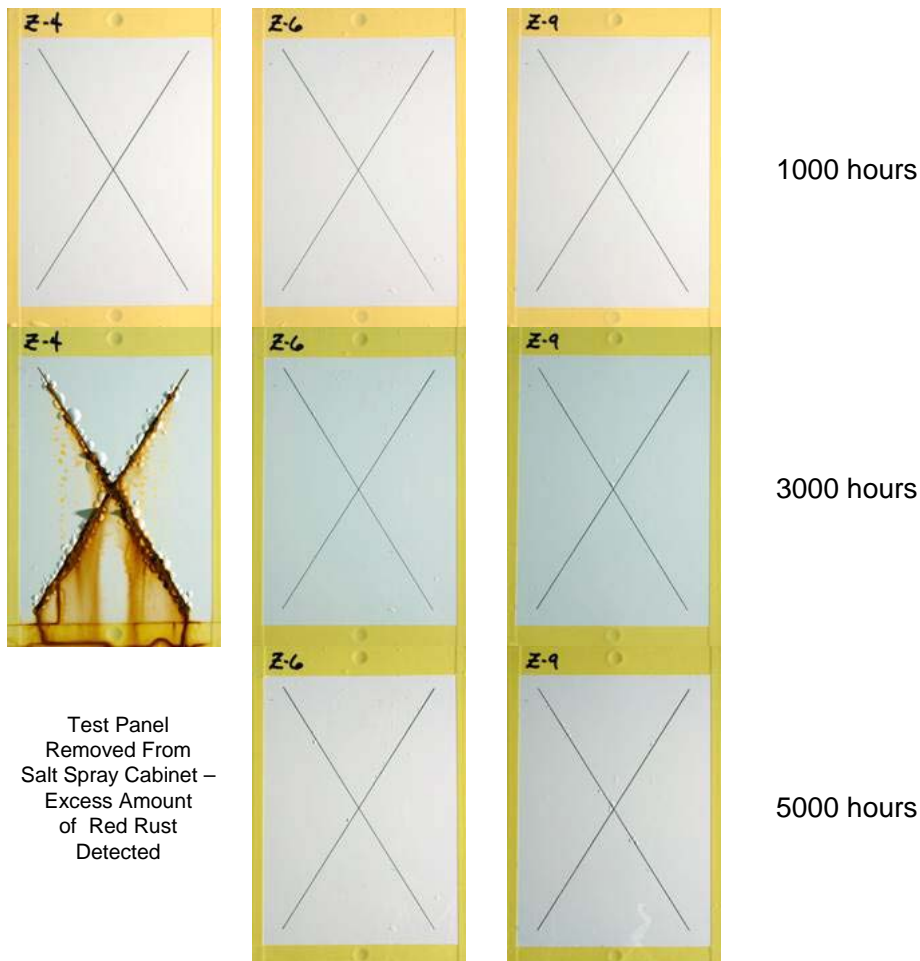 Z-4
Z-6
Z-9
1000 hours
Z-4
Z-6
Z-9
3000 hours
Z-6
Z-9
Test Panel
Removed From
Salt Spray Cabinet –
Excess Amount
of Red Rust
Detected
5000 hours